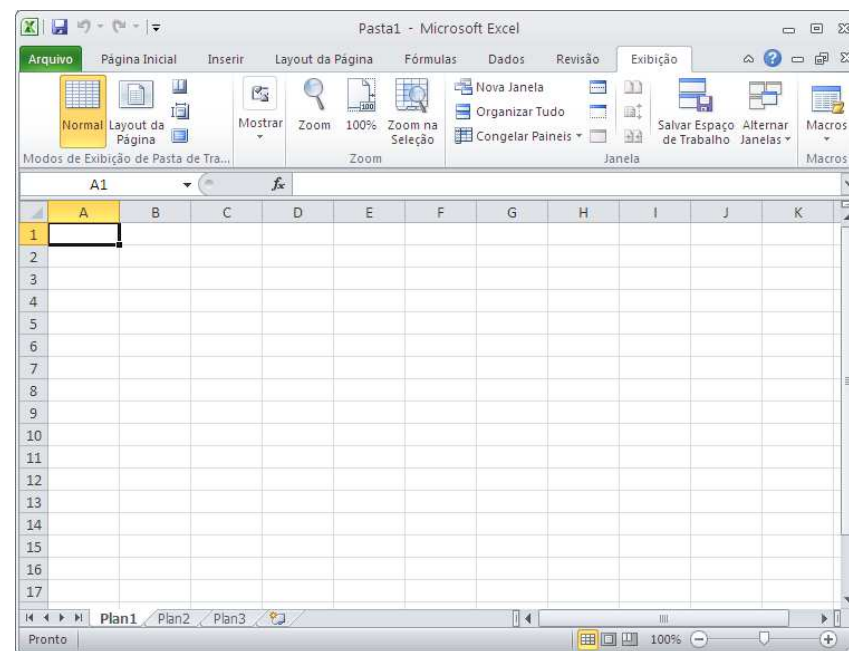 Pasta1 - Microsoft Excel
Arquivo Página Inicial Inserir Layout da Página Fórmulas Dados Revisão Exibição
Normal
Layout da
Página
Modos de Exibição de Pasta de Tra...
Mostrar
Zoom
100%
Zoom na
Seleção
Zoom
Nova Janela
Organizar Tudo
Congelar Paineis
Salvar Espaço
de Trabalho
Alternar
Janelas
Janela
Macros
Macros
A1 fx
A B C D E F G H I J K
1
2
3
4
5
6
7
8
9
10
11
12
13
14
15
16
17
Plan1 Plan2 Plan3
Pronto 100%